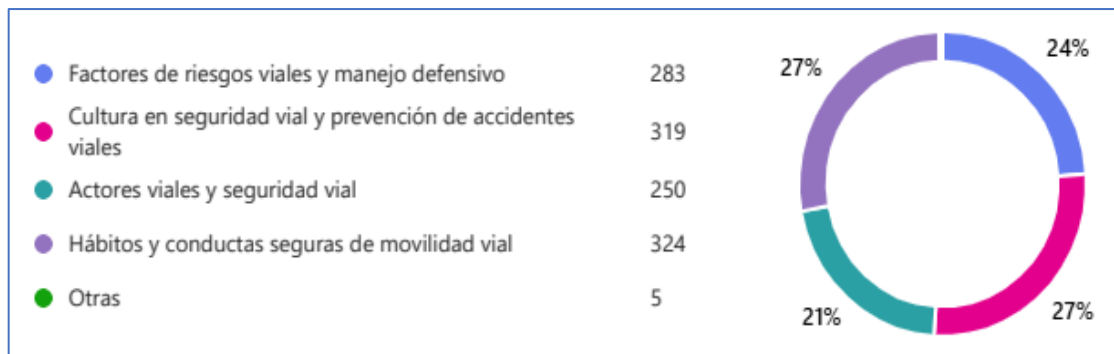 Factores de riesgos viales y manejo defensivo 283
Cultura en seguridad vial y prevención de accidentes
viales 319
Actores viales y seguridad vial 250
Hábitos y conductas seguras de movilidad vial 324
Otras 5
24%
27%
21%
27%